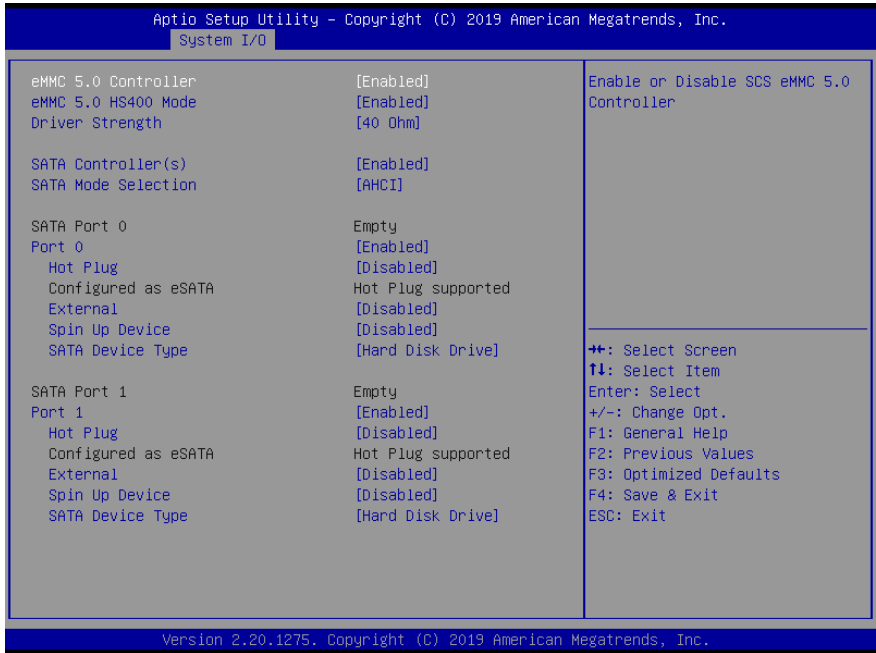 Aptio Setup Utility – Copyright (C) 2019 American Megatrends, Inc.
System I/O
eMMC 5.0 Controller [Enabled]
eMMC 5.0 HS400 Mode [Enabled]
Driver Strength [40 Ohm]
SATA Controller(s) [Enabled]
SATA Mode Selection [AHCI]
SATA Port 0 Empty
Port 0 [Enabled]
Hot Plug [Disabled]
Configured as eSATA Hot Plug supported
External [Disabled]
Spin Up Device [Disabled]
SATA Device Type [Hard Disk Drive]
SATA Port 1 Empty
Port 1 [Enabled]
Hot Plug [Disabled]
Configured as eSATA Hot Plug supported
External [Disabled]
Spin Up Device [Disabled]
SATA Device Type [Hard Disk Drive]
Enable or Disable SCS eMMC 5.0
Controller
→←: Select Screen
↑↓: Select Item
Enter: Select
+/-: Change Opt.
F1: General Help
F2: Previous Values
F3: Optimized Defaults
F4: Save & Exit
ESC: Exit
Version 2.20.1275. Copyright (C) 2019 American Megatrends, Inc.